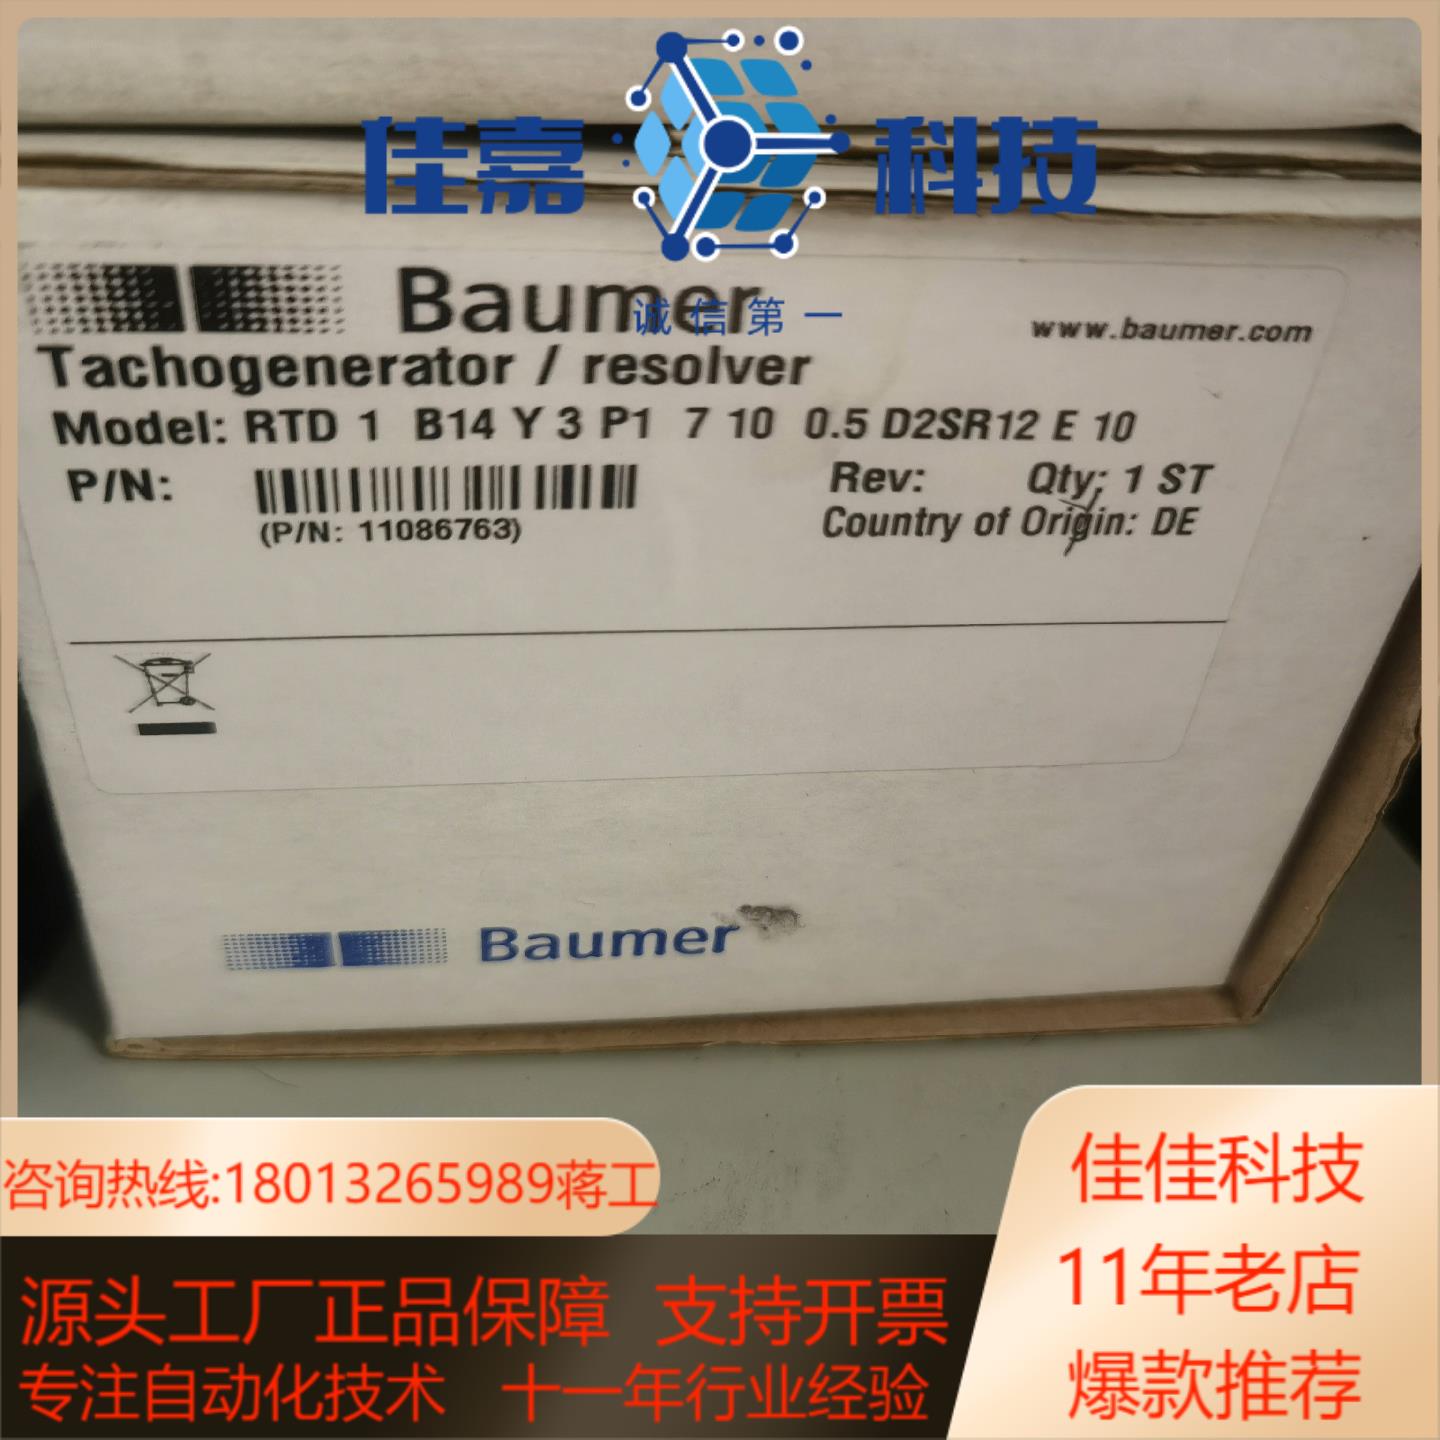 佳嘉 科技
诚信第一
Baumer
www.baumer.com
Tachogenerator / resolver
Model: RTD 1 B14 Y 3 P1 7 10 0.5 D2SR12 E 10
P/N:
(P/N: 11086763)
Rev: Qty: 1 ST
Country of Origin: DE
Baumer
咨询热线:18013265989蒋工
源头工厂正品保障 支持开票
专注自动化技术 十一年行业经验
佳佳科技
11年老店
爆款推荐